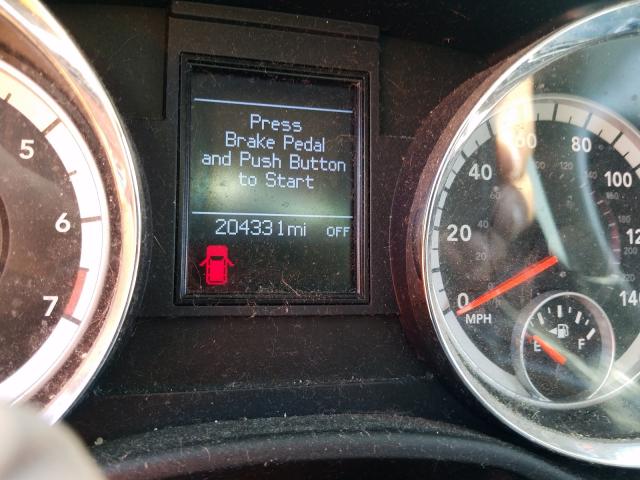 Press
Brake Pedal
and Push Button
to Start
204331mi OFF
5
6
7
0
20
40
60
80
100
140
MPH
E F